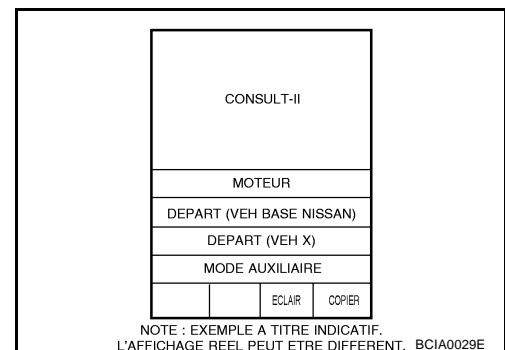 CONSULT-II
MOTEUR
DEPART (VEH BASE NISSAN)
DEPART (VEH X)
MODE AUXILIAIRE
ECLAIR COPIER
NOTE : EXEMPLE A TITRE INDICATIF.
L'AFFICHAGE REEL PEUT ETRE DIFFERENT. BCIA0029E